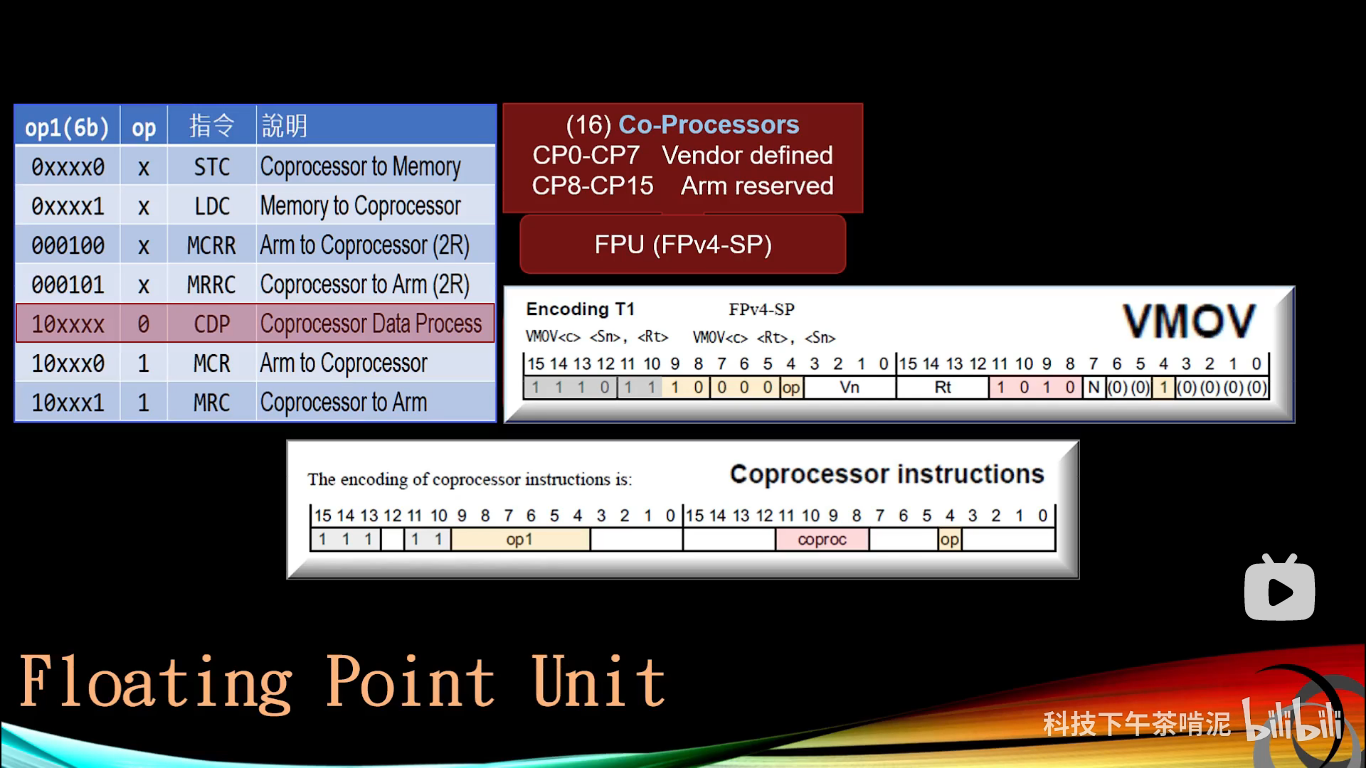 op1(6b) op 指令 說明
0xxxx0 x STC Coprocessor to Memory
0xxxx1 x LDC Memory to Coprocessor
000100 x MCRR Arm to Coprocessor (2R)
000101 x MRRC Coprocessor to Arm (2R)
10xxxx 0 CDP Coprocessor Data Process
10xxx0 1 MCR Arm to Coprocessor
10xxx1 1 MRC Coprocessor to Arm
(16) Co-Processors
CP0-CP7 Vendor defined
CP8-CP15 Arm reserved
FPU (FPv4-SP)
Encoding T1 FPv4-SP VMOV
VMOV<c> <Sn>, <Rt> VMOV<c> <Rt>, <Sn>
15 14 13 12 11 10 9 8 7 6 5 4 3 2 1 0 15 14 13 12 11 10 9 8 7 6 5 4 3 2 1 0
1 1 1 0 1 1 1 0 0 0 0 op Vn Rt 1 0 1 0 N (0) (0) 1 (0) (0) (0) (0)
The encoding of coprocessor instructions is: Coprocessor instructions
15 14 13 12 11 10 9 8 7 6 5 4 3 2 1 0 15 14 13 12 11 10 9 8 7 6 5 4 3 2 1 0
1 1 1 1 1 op1 coproc op
Floating Point Unit
科技下午茶啃泥 bilibili